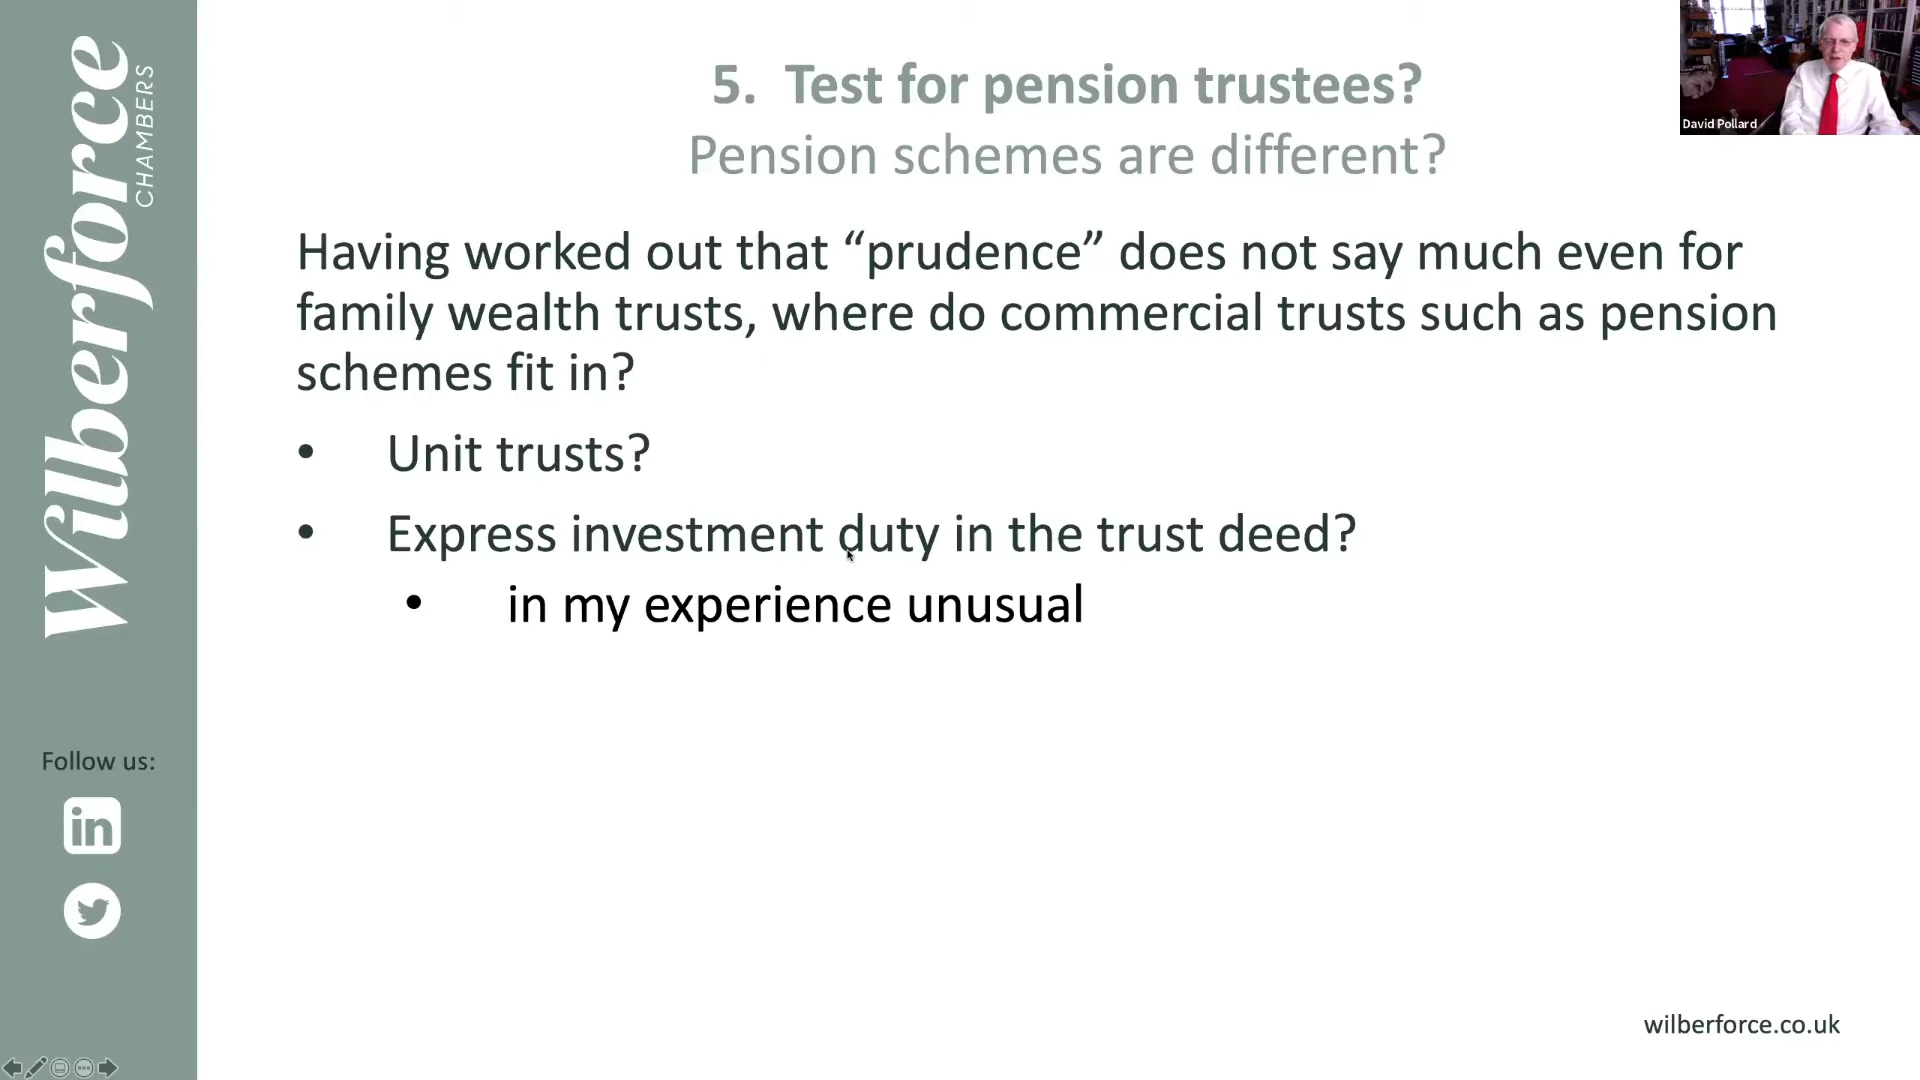 Wilberforce
CHAMBERS
5. Test for pension trustees?
Pension schemes are different?
David Pollard
Having worked out that “prudence” does not say much even for
family wealth trusts, where do commercial trusts such as pension
schemes fit in?
• Unit trusts?
• Express investment duty in the trust deed?
• in my experience unusual
Follow us:
in
wilberforce.co.uk